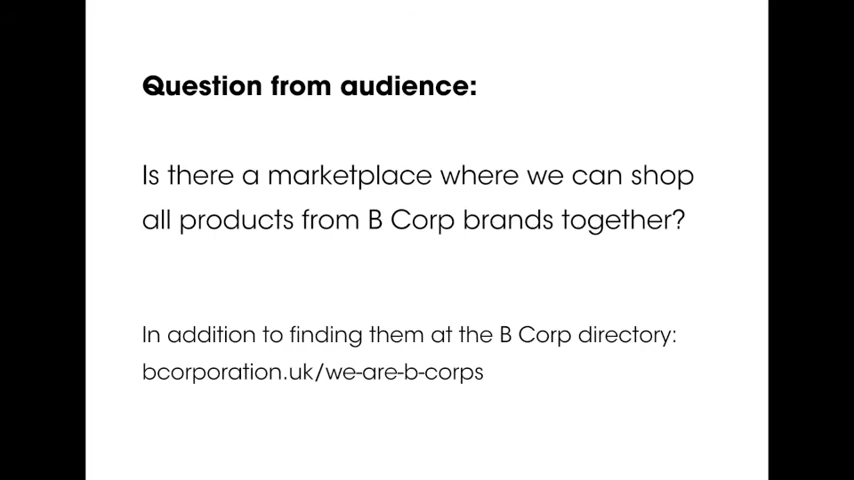 Question from audience:
Is there a marketplace where we can shop
all products from B Corp brands together?
In addition to finding them at the B Corp directory:
bcorporation.uk/we-are-b-corps